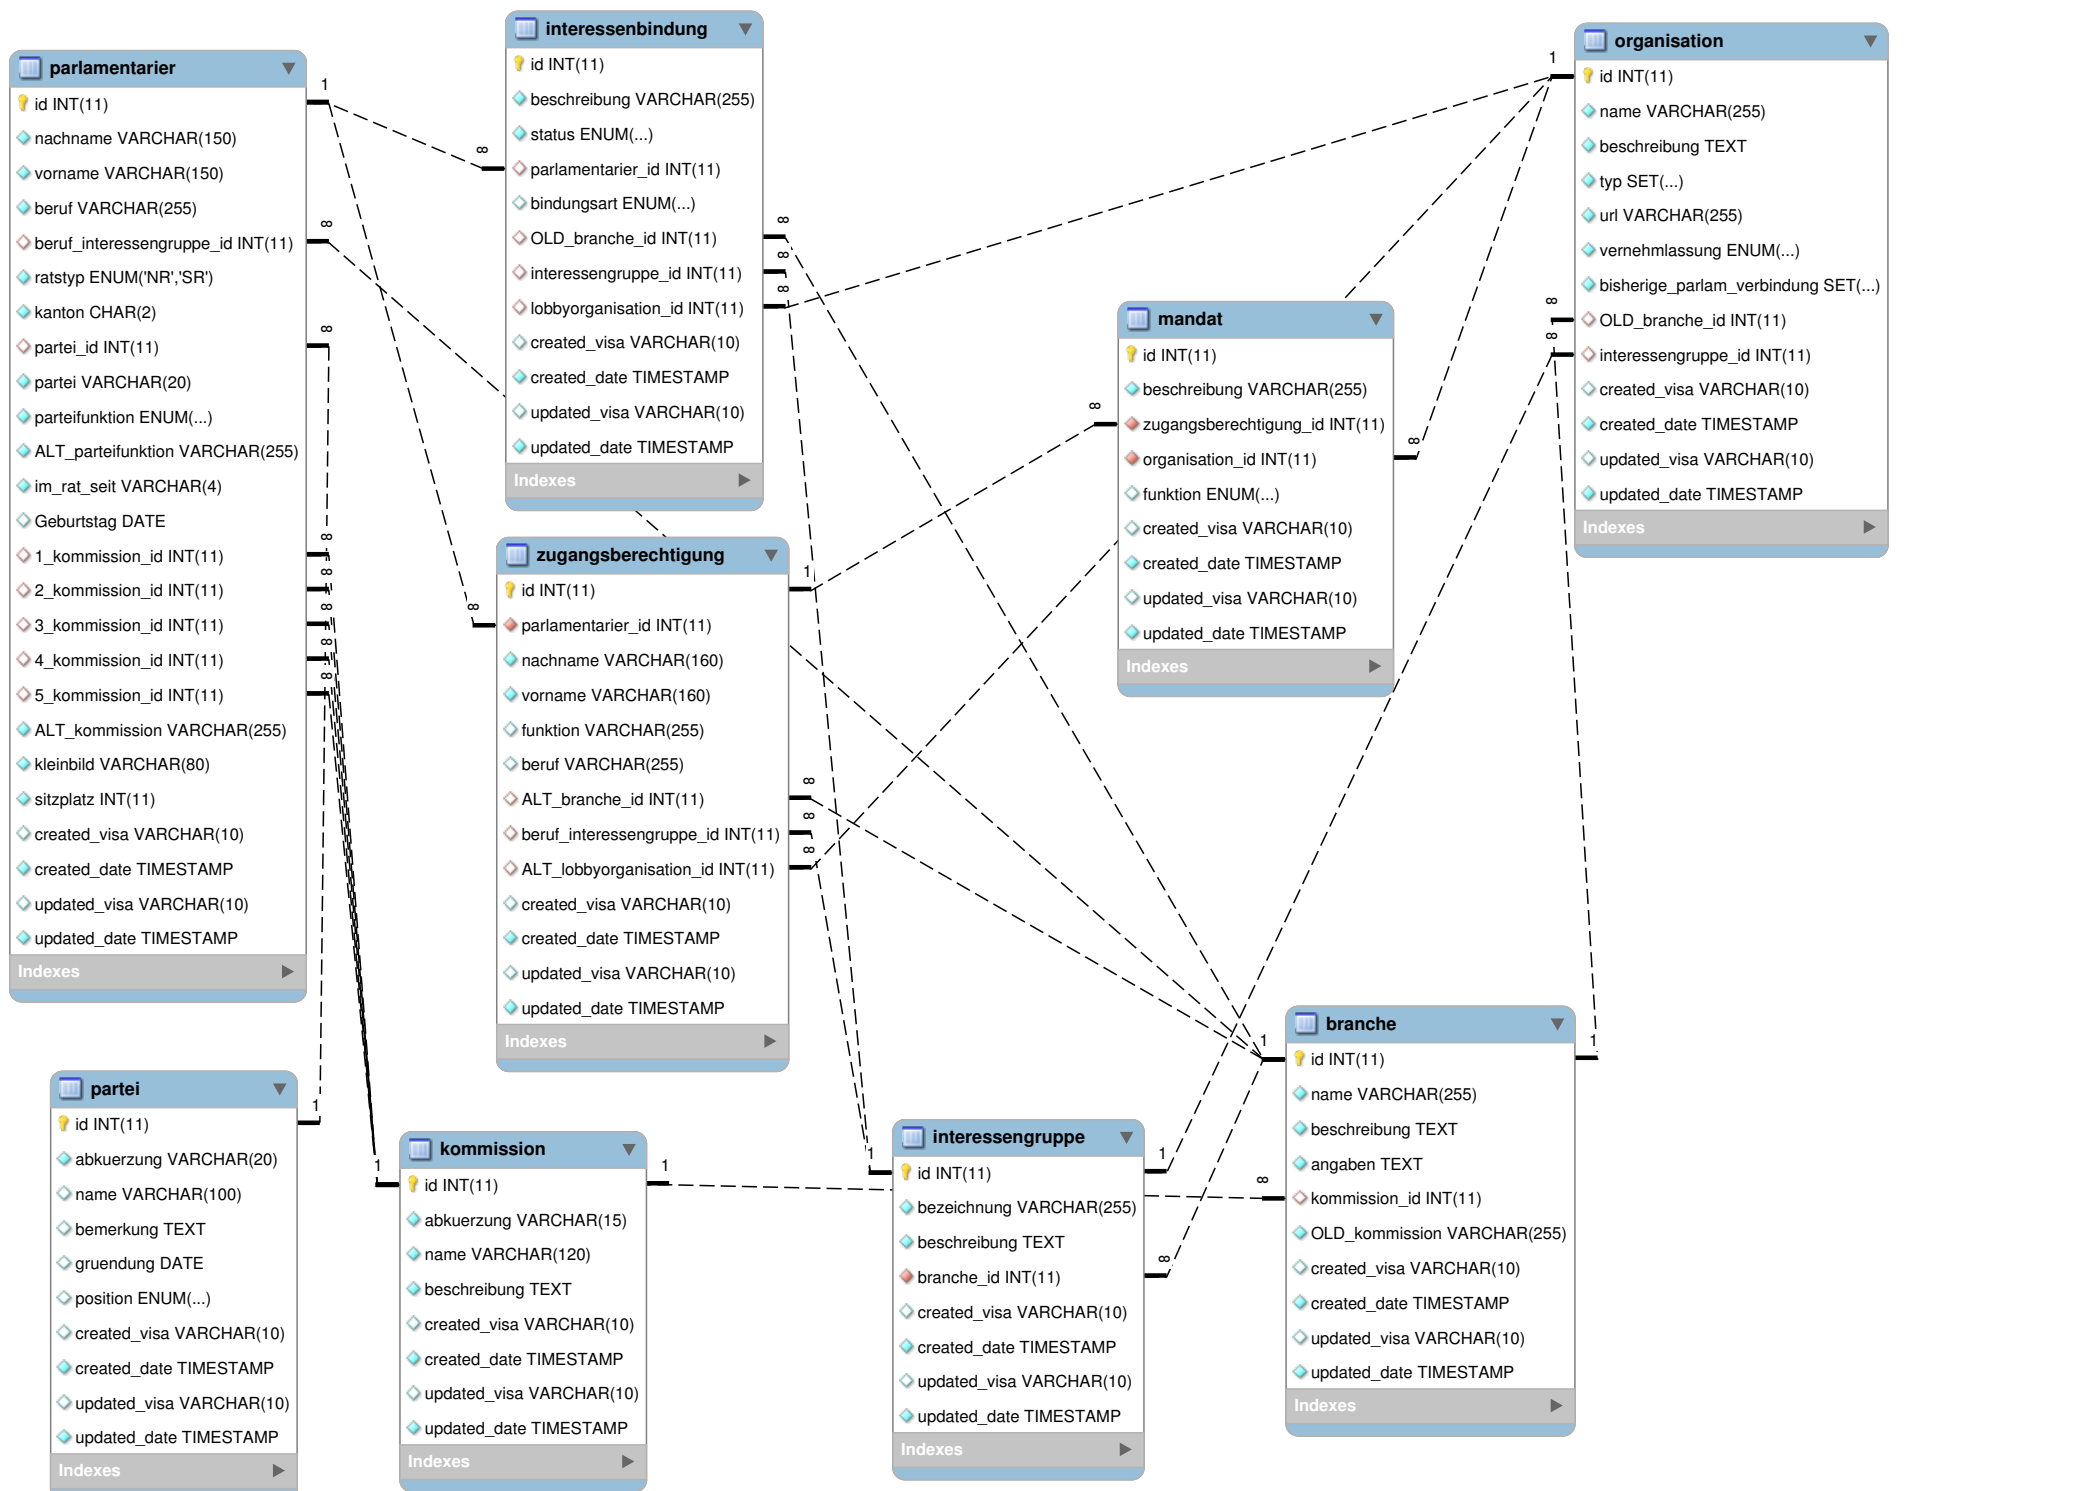 parlamentarier
id INT(11)
nachname VARCHAR(150)
vorname VARCHAR(150)
beruf VARCHAR(255)
beruf_interessengruppe_id INT(11)
ratstyp ENUM('NR','SR')
kanton CHAR(2)
partei_id INT(11)
partei VARCHAR(20)
parteifunktion ENUM(...)
ALT_parteifunktion VARCHAR(255)
im_rat_seit VARCHAR(4)
Geburtstag DATE
1_kommission_id INT(11)
2_kommission_id INT(11)
3_kommission_id INT(11)
4_kommission_id INT(11)
5_kommission_id INT(11)
ALT_kommission VARCHAR(255)
kleinbild VARCHAR(80)
sitzplatz INT(11)
created_visa VARCHAR(10)
created_date TIMESTAMP
updated_visa VARCHAR(10)
updated_date TIMESTAMP
Indexes
1
∞
∞
∞
∞
∞
∞
∞
interessenbindung
id INT(11)
beschreibung VARCHAR(255)
status ENUM(...)
parlamentarier_id INT(11)
bindungsart ENUM(...)
OLD_branche_id INT(11)
interessengruppe_id INT(11)
lobbyorganisation_id INT(11)
created_visa VARCHAR(10)
created_date TIMESTAMP
updated_visa VARCHAR(10)
updated_date TIMESTAMP
Indexes
∞
∞
∞
∞
organisation
id INT(11)
name VARCHAR(255)
beschreibung TEXT
typ SET(...)
url VARCHAR(255)
vernehmlassung ENUM(...)
bisherige_parlam_verbindung SET(...)
OLD_branche_id INT(11)
interessengruppe_id INT(11)
created_visa VARCHAR(10)
created_date TIMESTAMP
updated_visa VARCHAR(10)
updated_date TIMESTAMP
Indexes
1
∞
∞
mandat
id INT(11)
beschreibung VARCHAR(255)
zugangsberechtigung_id INT(11)
organisation_id INT(11)
funktion ENUM(...)
created_visa VARCHAR(10)
created_date TIMESTAMP
updated_visa VARCHAR(10)
updated_date TIMESTAMP
Indexes
∞
∞
zugangsberechtigung
id INT(11)
parlamentarier_id INT(11)
nachname VARCHAR(160)
vorname VARCHAR(160)
funktion VARCHAR(255)
beruf VARCHAR(255)
ALT_branche_id INT(11)
beruf_interessengruppe_id INT(11)
ALT_lobbyorganisation_id INT(11)
created_visa VARCHAR(10)
created_date TIMESTAMP
updated_visa VARCHAR(10)
updated_date TIMESTAMP
Indexes
1
∞
∞
∞
∞
partei
id INT(11)
abkuerzung VARCHAR(20)
name VARCHAR(100)
bemerkung TEXT
gruendung DATE
position ENUM(...)
created_visa VARCHAR(10)
created_date TIMESTAMP
updated_visa VARCHAR(10)
updated_date TIMESTAMP
Indexes
1
kommission
id INT(11)
abkuerzung VARCHAR(15)
name VARCHAR(120)
beschreibung TEXT
created_visa VARCHAR(10)
created_date TIMESTAMP
updated_visa VARCHAR(10)
updated_date TIMESTAMP
Indexes
1
1
interessengruppe
id INT(11)
bezeichnung VARCHAR(255)
beschreibung TEXT
branche_id INT(11)
created_visa VARCHAR(10)
created_date TIMESTAMP
updated_visa VARCHAR(10)
updated_date TIMESTAMP
Indexes
1
1
∞
branche
id INT(11)
name VARCHAR(255)
beschreibung TEXT
angaben TEXT
kommission_id INT(11)
OLD_kommission VARCHAR(255)
created_visa VARCHAR(10)
created_date TIMESTAMP
updated_visa VARCHAR(10)
updated_date TIMESTAMP
Indexes
1
1
∞